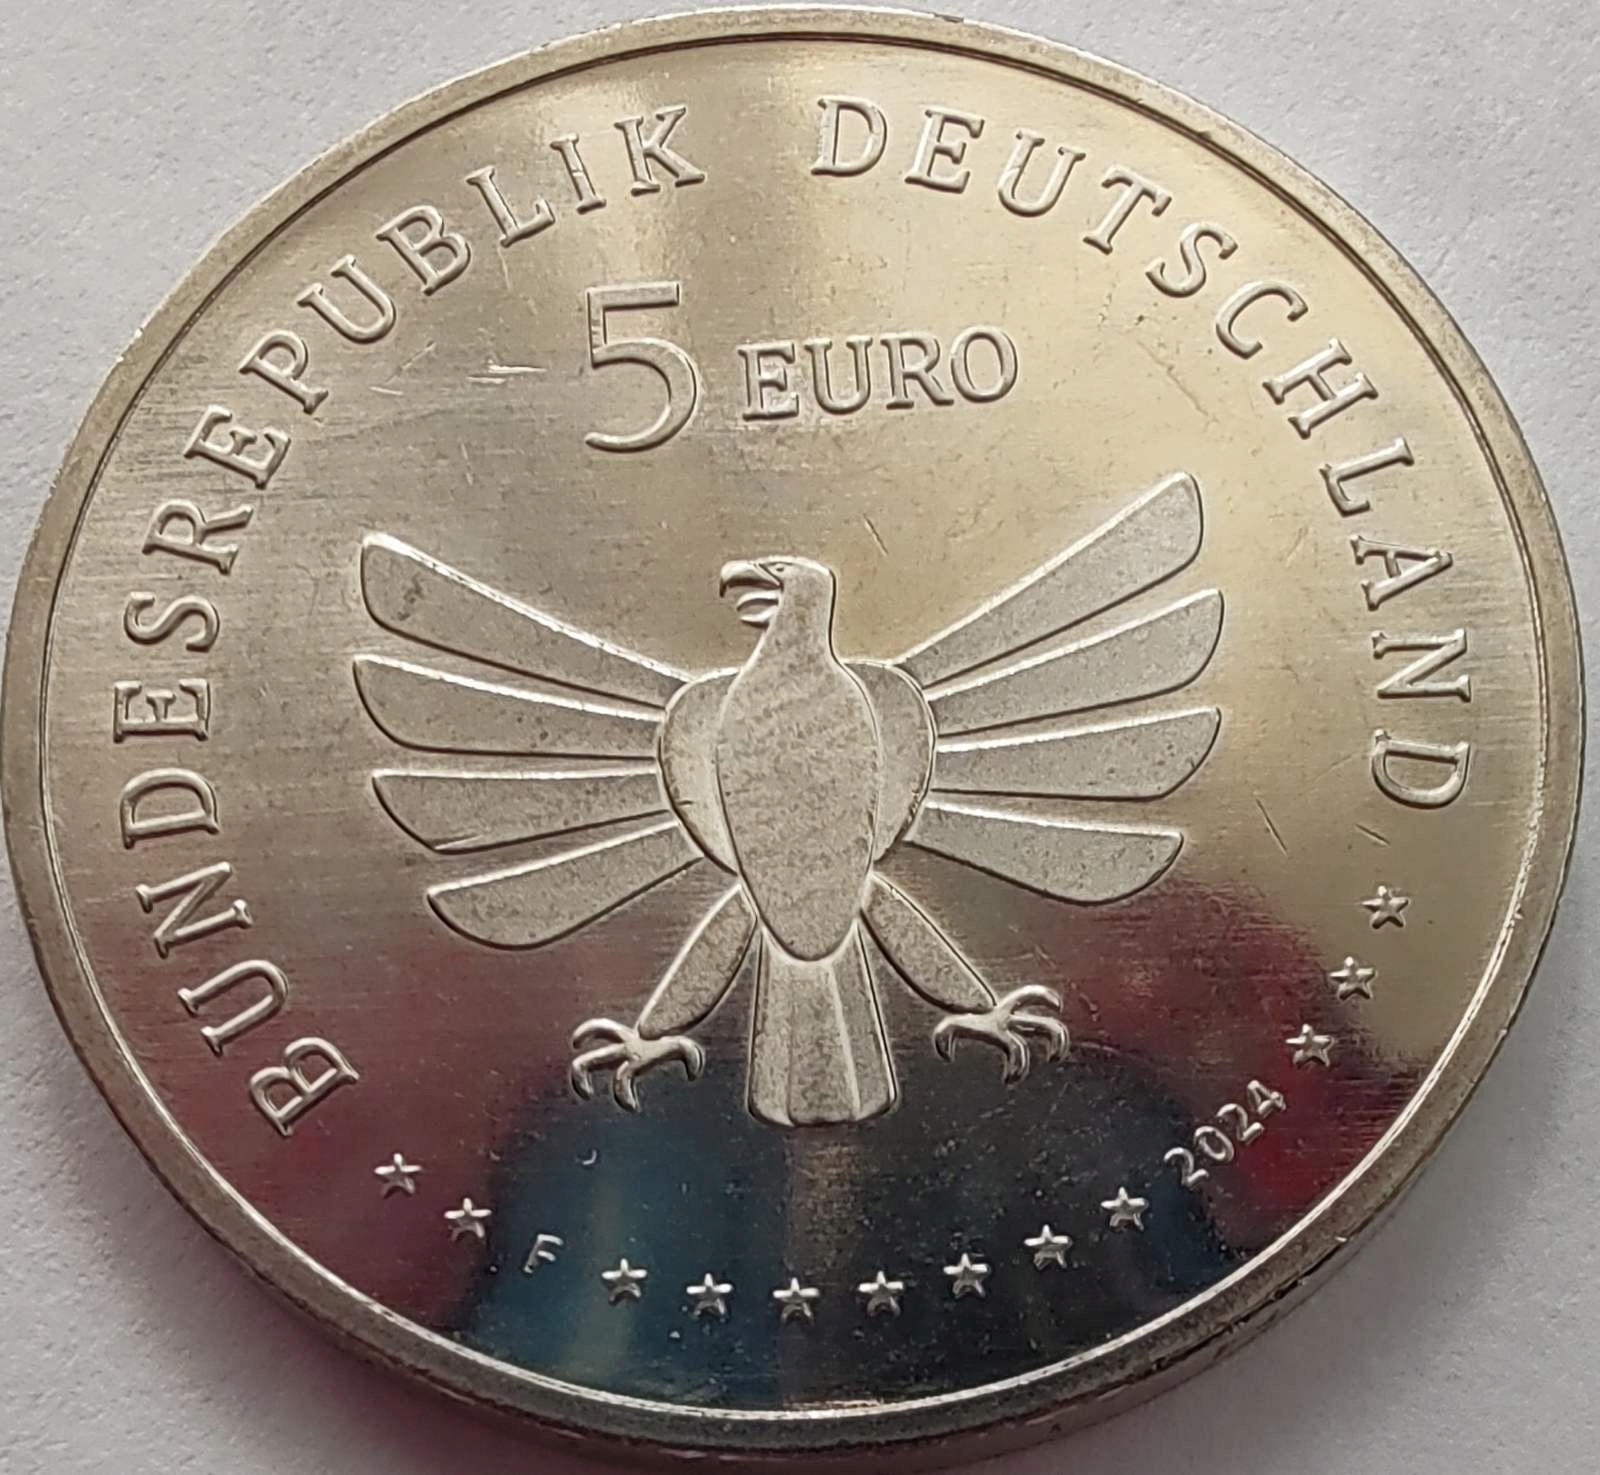 BUNDESREPUBLIK DEUTSCHLAND
5 EURO
F
2024